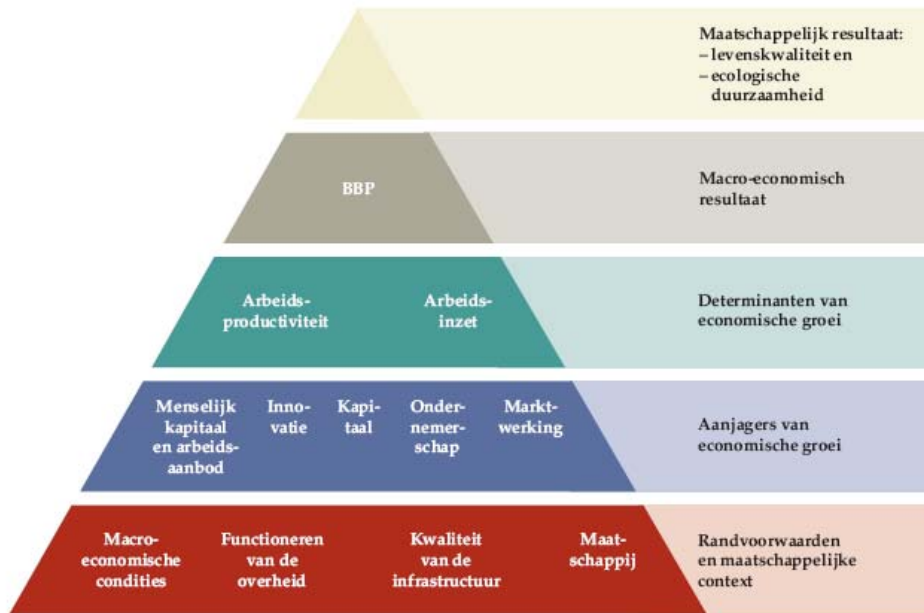 Maatschappelijk resultaat:
– levenskwaliteit en
– ecologische
duurzaamheid
BBP
Macro-economisch
resultaat
Arbeids-
productiviteit
Arbeids-
inzet
Determinanten van
economische groei
Menselijk
kapitaal
en arbeids-
aanbod
Inno-
vatie
Kapi-
taal
Onder-
nemer-
schap
Markt-
werking
Aanjagers van
economische groei
Macro-
economische
condities
Functioneren
van de
overheid
Kwaliteit
van de
infrastructuur
Maat-
schappij
Randvoorwaarden
en maatschappelijke
context